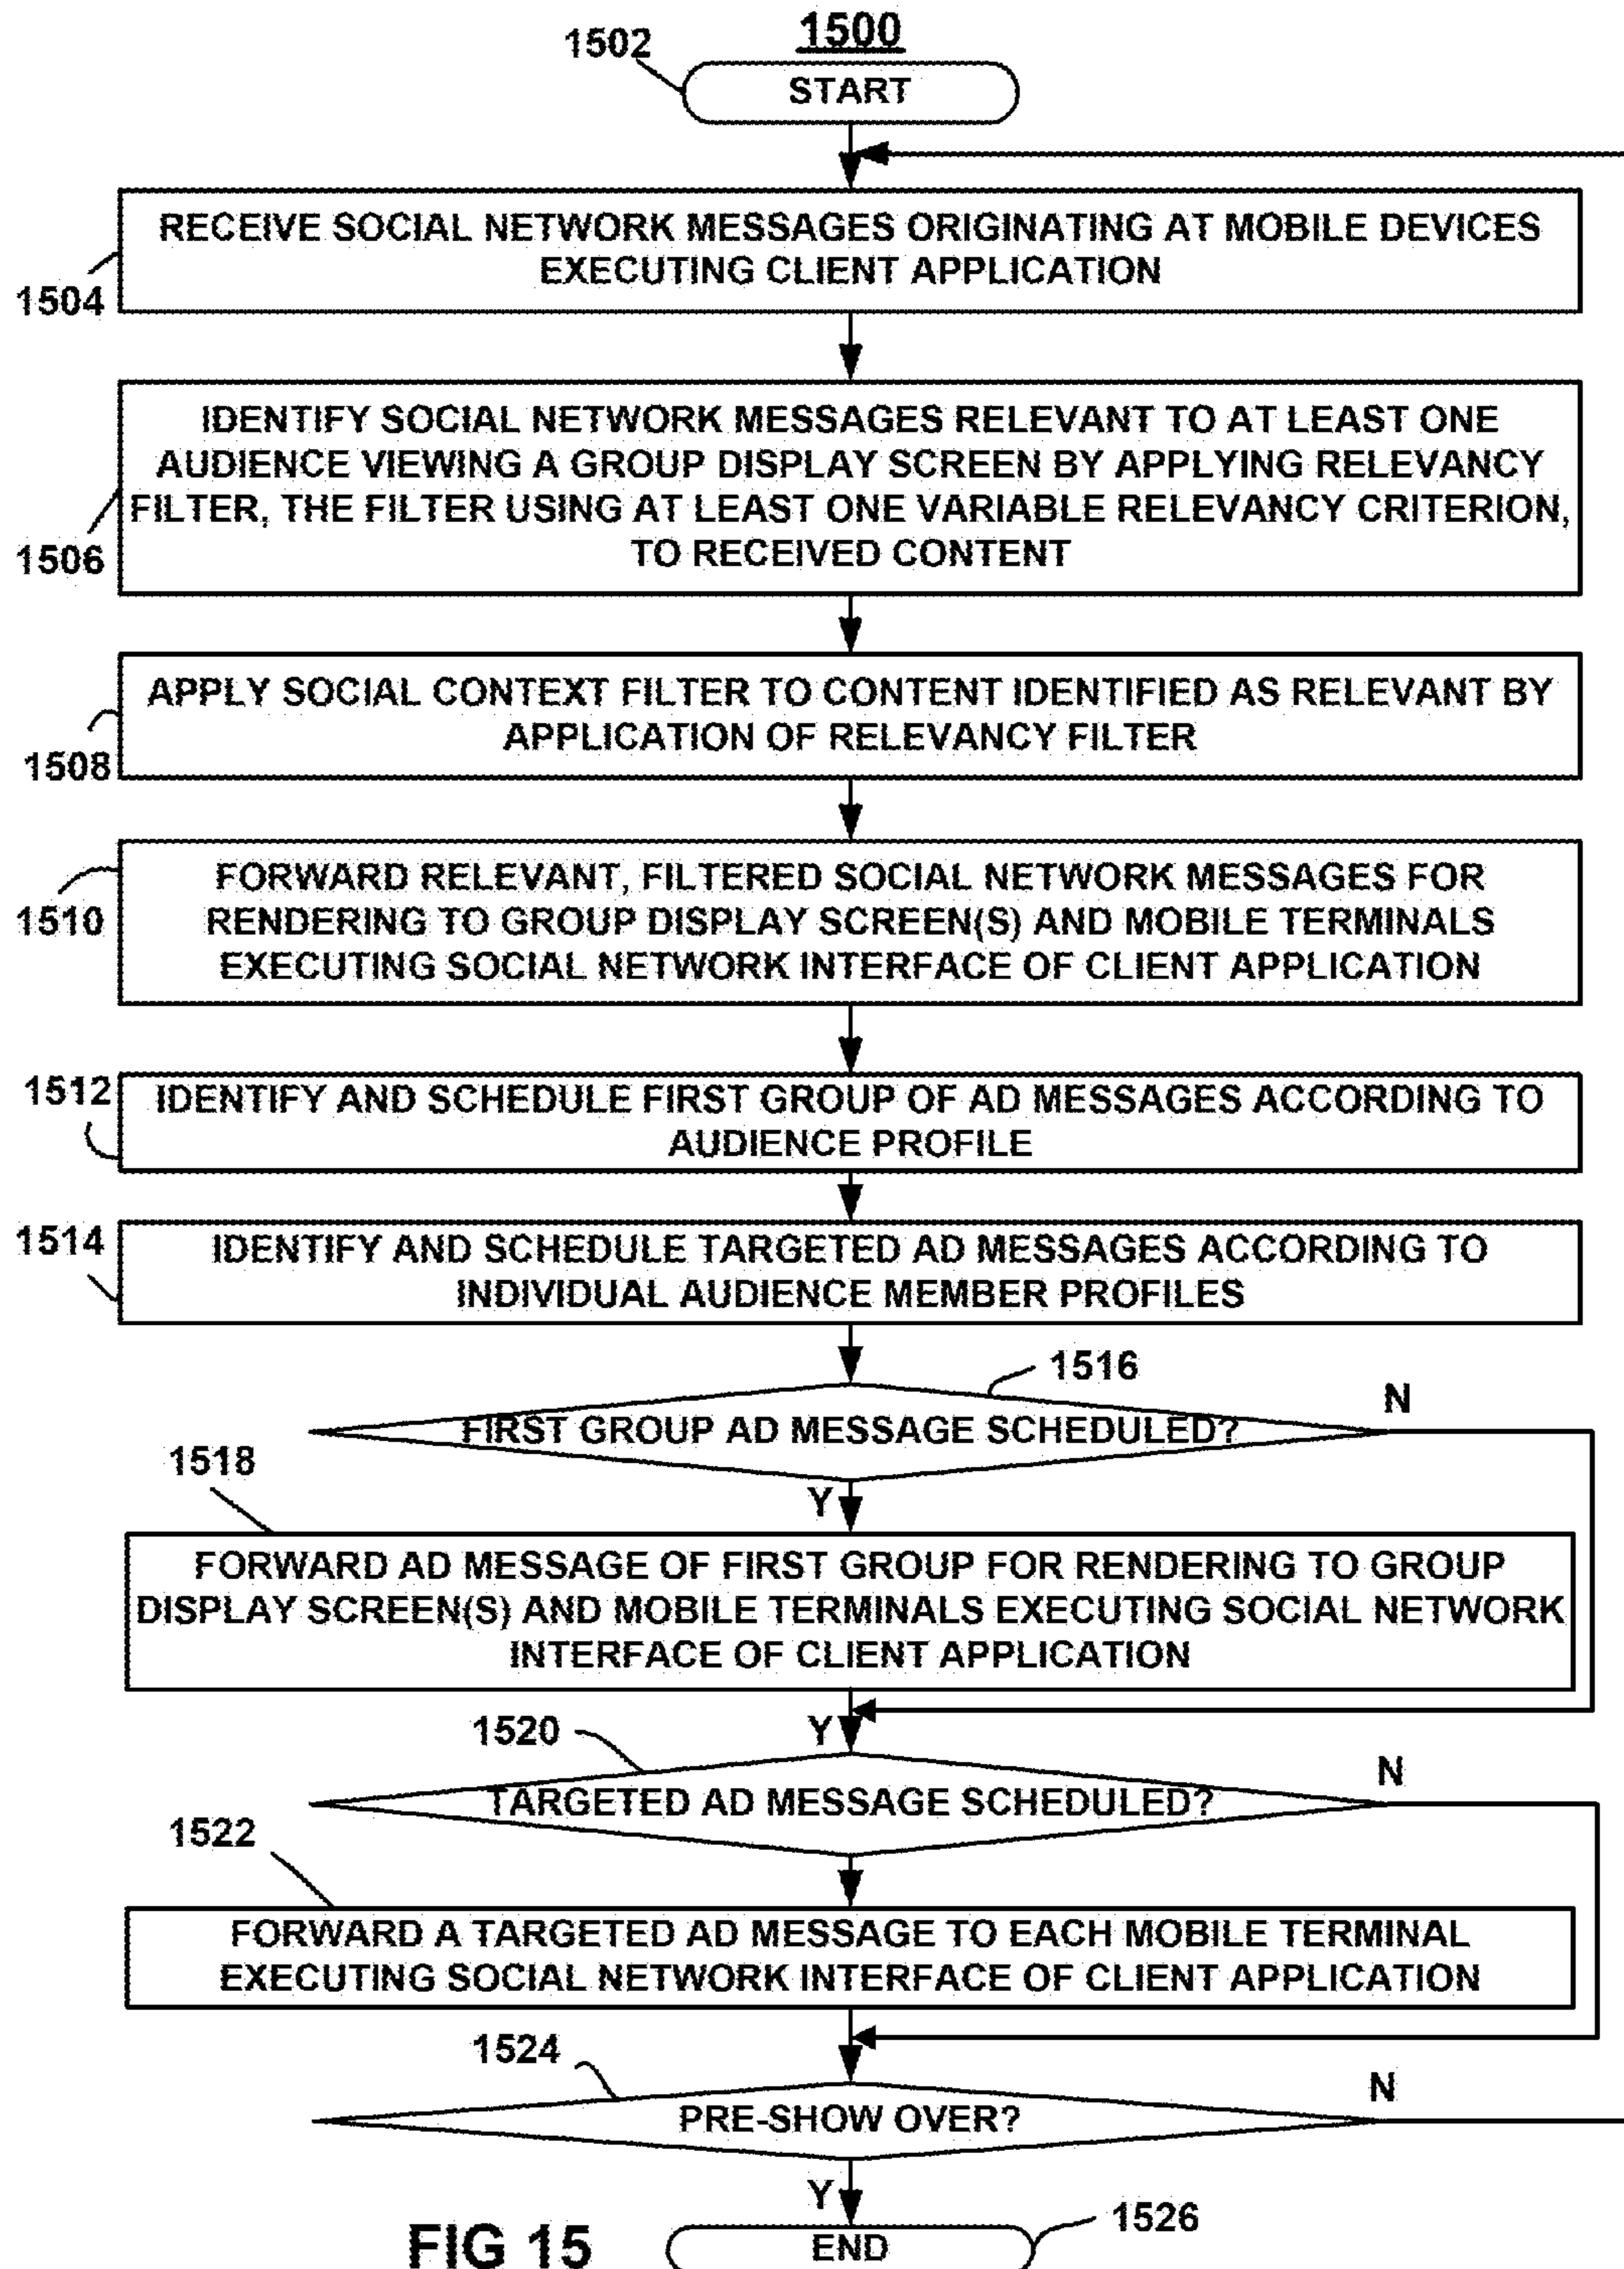 1500
1502
START
RECEIVE SOCIAL NETWORK MESSAGES ORIGINATING AT MOBILE DEVICES
EXECUTING CLIENT APPLICATION
1504
IDENTIFY SOCIAL NETWORK MESSAGES RELEVANT TO AT LEAST ONE
AUDIENCE VIEWING A GROUP DISPLAY SCREEN BY APPLYING RELEVANCY
FILTER, THE FILTER USING AT LEAST ONE VARIABLE RELEVANCY CRITERION,
TO RECEIVED CONTENT
1506
APPLY SOCIAL CONTEXT FILTER TO CONTENT IDENTIFIED AS RELEVANT BY
APPLICATION OF RELEVANCY FILTER
1508
FORWARD RELEVANT, FILTERED SOCIAL NETWORK MESSAGES FOR
RENDERING TO GROUP DISPLAY SCREEN(S) AND MOBILE TERMINALS
EXECUTING SOCIAL NETWORK INTERFACE OF CLIENT APPLICATION
1510
1512
IDENTIFY AND SCHEDULE FIRST GROUP OF AD MESSAGES ACCORDING TO
AUDIENCE PROFILE
1514
IDENTIFY AND SCHEDULE TARGETED AD MESSAGES ACCORDING TO
INDIVIDUAL AUDIENCE MEMBER PROFILES
1516
N
FIRST GROUP AD MESSAGE SCHEDULED?
1518
Y
FORWARD AD MESSAGE OF FIRST GROUP FOR RENDERING TO GROUP
DISPLAY SCREEN(S) AND MOBILE TERMINALS EXECUTING SOCIAL NETWORK
INTERFACE OF CLIENT APPLICATION
1520
Y
N
TARGETED AD MESSAGE SCHEDULED?
1522
FORWARD A TARGETED AD MESSAGE TO EACH MOBILE TERMINAL
EXECUTING SOCIAL NETWORK INTERFACE OF CLIENT APPLICATION
1524
N
PRE-SHOW OVER?
Y
1526
END
FIG 15